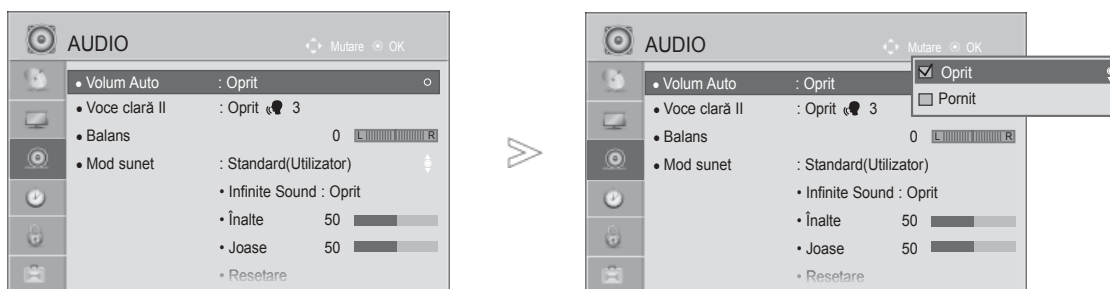 AUDIO
Mutare OK
• Volum Auto : Oprit
• Voce clară II : Oprit 3
• Balans 0 L R
• Mod sunet : Standard(Utilizator)
• Infinite Sound : Oprit
• Înalte 50
• Joase 50
• Resetare
AUDIO
Mutare OK
• Volum Auto : Oprit
Oprit
Pornit
• Voce clară II : Oprit 3
• Balans 0 L R
• Mod sunet : Standard(Utilizator)
• Infinite Sound : Oprit
• Înalte 50
• Joase 50
• Resetare